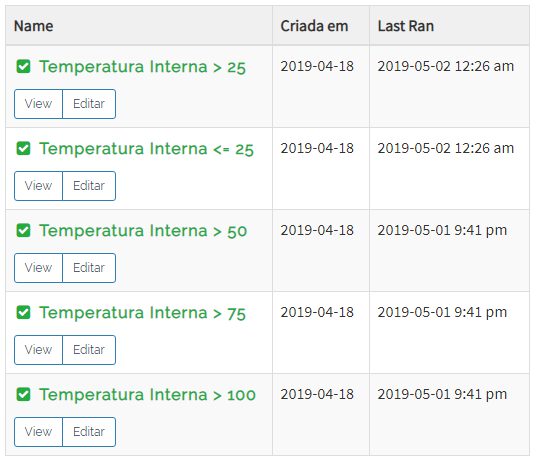 Name Criada em Last Ran
Temperatura Interna > 25 2019-04-18 2019-05-02 12:26 am
View Editar
Temperatura Interna <= 25 2019-04-18 2019-05-02 12:26 am
View Editar
Temperatura Interna > 50 2019-04-18 2019-05-01 9:41 pm
View Editar
Temperatura Interna > 75 2019-04-18 2019-05-01 9:41 pm
View Editar
Temperatura Interna > 100 2019-04-18 2019-05-01 9:41 pm
View Editar